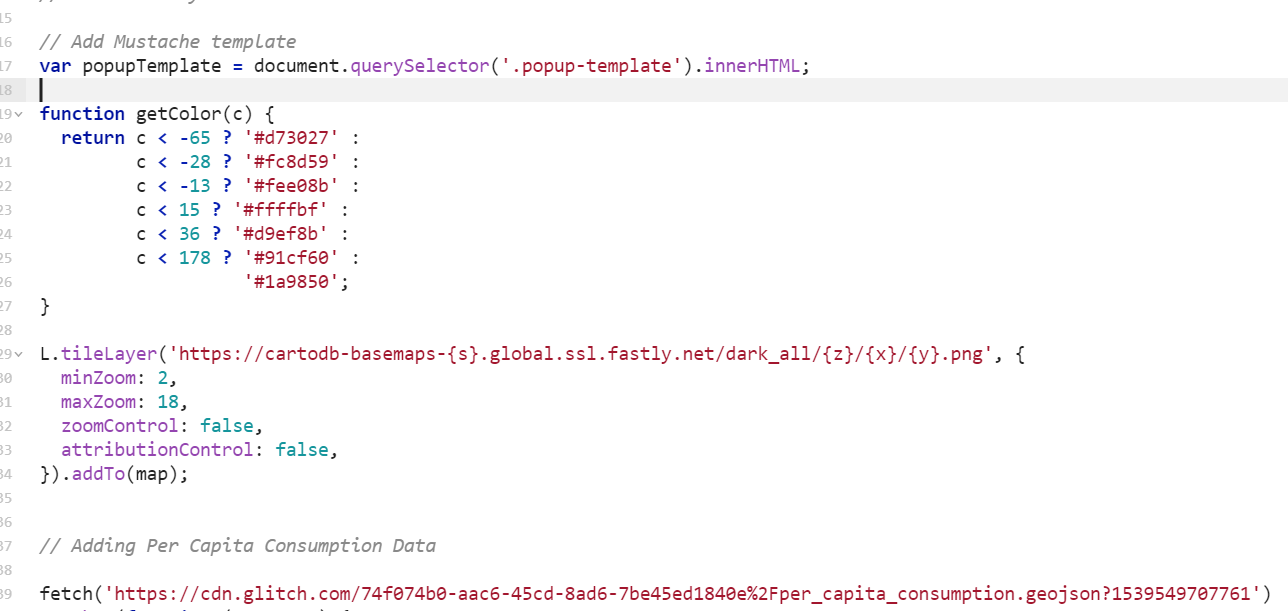 15
16 // Add Mustache template
17 var popupTemplate = document.querySelector('.popup-template').innerHTML;
18
19 function getColor(c) {
20 return c < -65 ? '#d73027' :
21 c < -28 ? '#fc8d59' :
22 c < -13 ? '#fee08b' :
23 c < 15 ? '#ffffbf' :
24 c < 36 ? '#d9ef8b' :
25 c < 178 ? '#91cf60' :
26 '#1a9850';
27 }
28
29 L.tileLayer('https://cartodb-basemaps-{s}.global.ssl.fastly.net/dark_all/{z}/{x}/{y}.png', {
30 minZoom: 2,
31 maxZoom: 18,
32 zoomControl: false,
33 attributionControl: false,
34 }).addTo(map);
35
36
37 // Adding Per Capita Consumption Data
38
39 fetch('https://cdn.glitch.com/74f074b0-aac6-45cd-8ad6-7be45ed1840e%2Fper_capita_consumption.geojson?1539549707761')